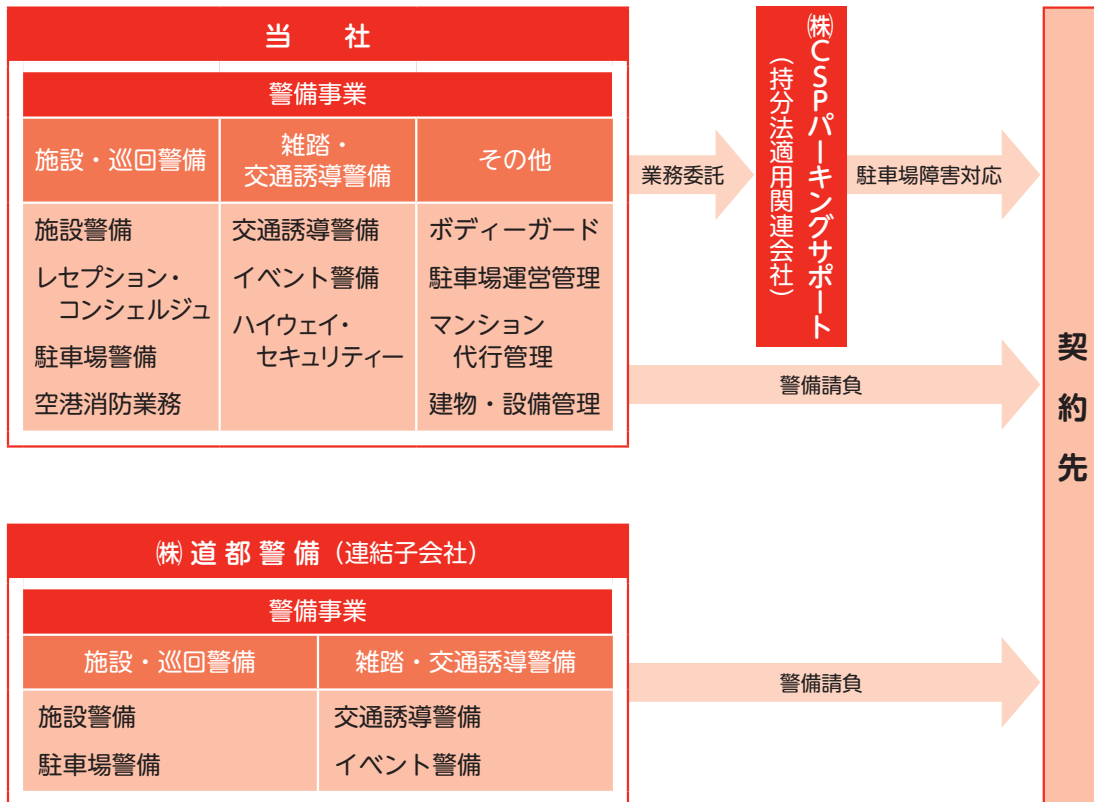 当 社
警備事業
施設・巡回警備
雑踏・
交通誘導警備
その他
施設警備
レセプション・
コンシェルジュ
駐車場警備
空港消防業務
交通誘導警備
イベント警備
ハイウェイ・
セキュリティー
ボディーガード
駐車場運営管理
マンション
代行管理
建物・設備管理
業務委託
㈱CSPパーキングサポート
(持分法適用関連会社)
駐車場障害対応
警備請負
契約先
㈱道都警備(連結子会社)
警備事業
施設・巡回警備
雑踏・交通誘導警備
施設警備
駐車場警備
交通誘導警備
イベント警備
警備請負